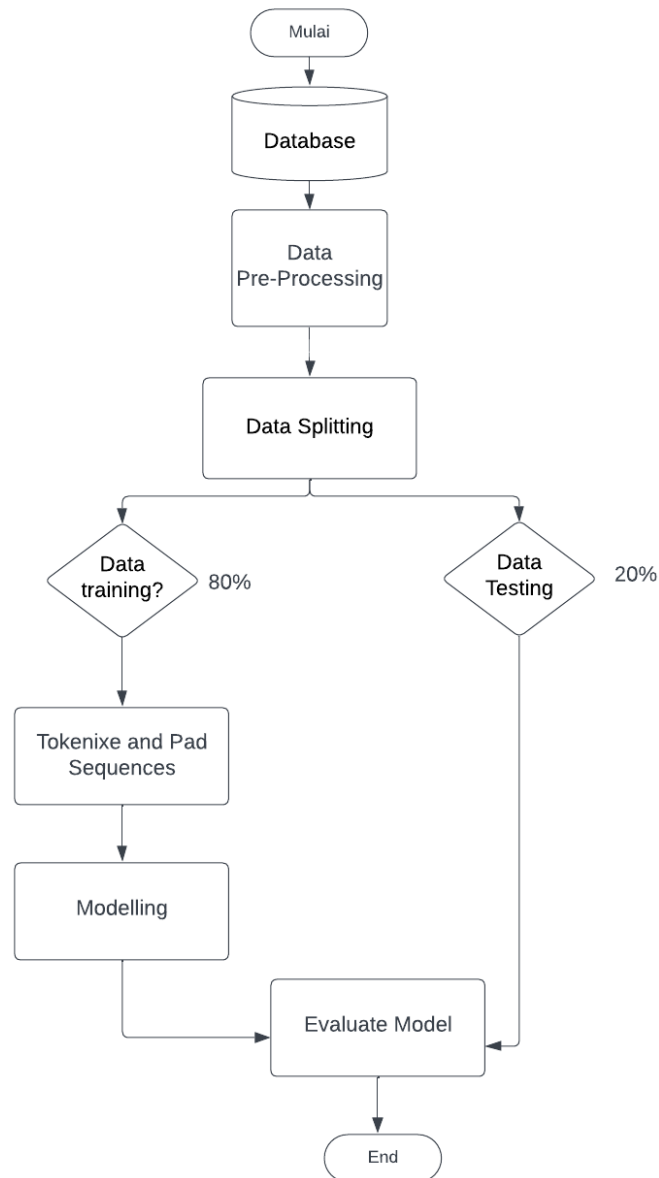 Mulai
Database
Data
Pre-Processing
Data Splitting
Data
training?
80%
Data
Testing
20%
Tokenixe and Pad
Sequences
Modelling
Evaluate Model
End